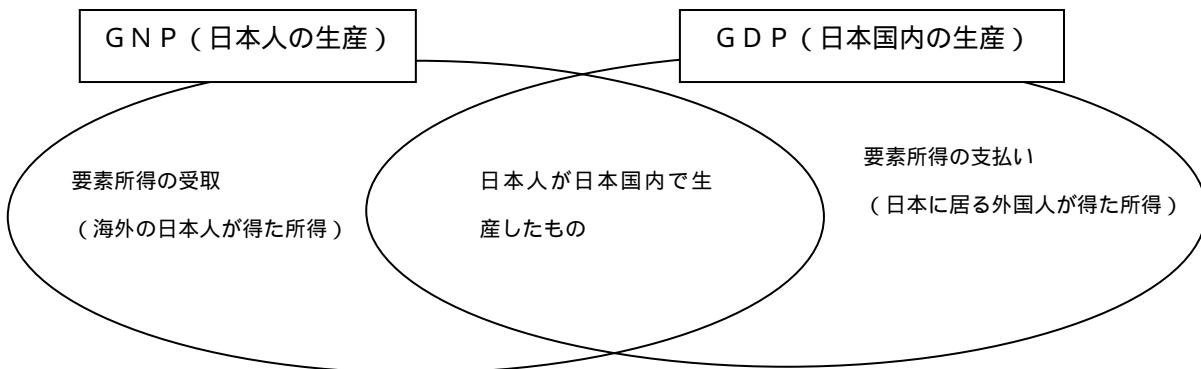 ＧＮＰ（日本人の生産）
ＧＤＰ（日本国内の生産）
要素所得の受取
（海外の日本人が得た所得）
日本人が日本国内で生
産したもの
要素所得の支払い
（日本に居る外国人が得た所得）